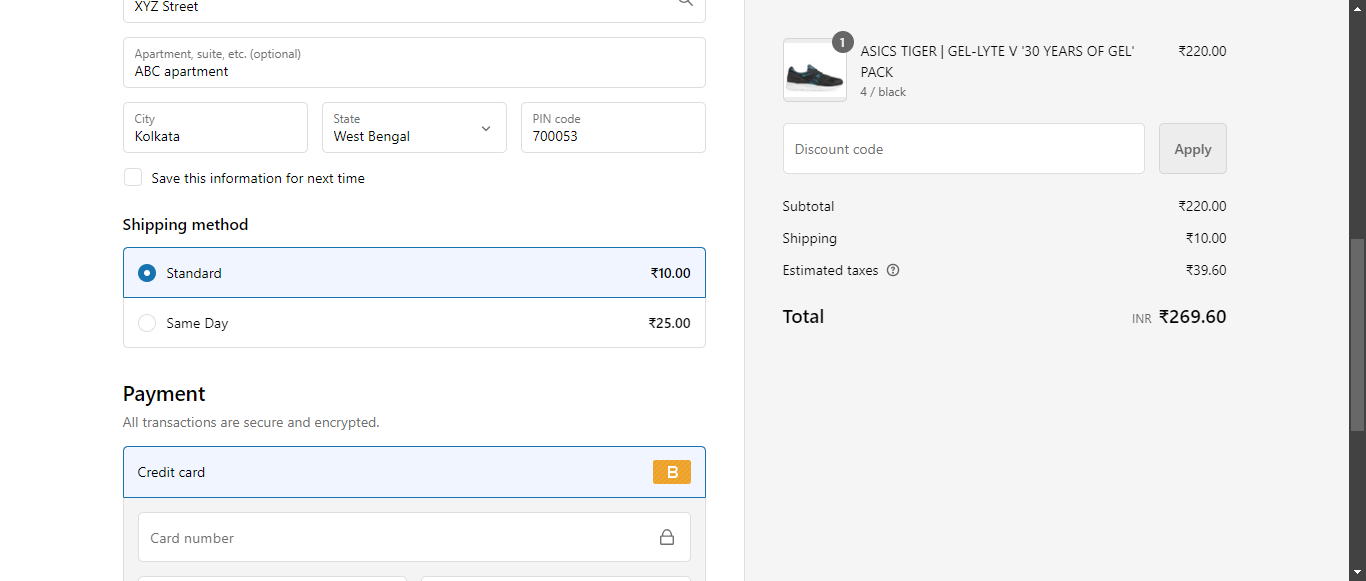 XYZ Street
Apartment, suite, etc. (optional)
ABC apartment
City
Kolkata
State
West Bengal
PIN code
700053
Save this information for next time
Shipping method
Standard ₹10.00
Same Day ₹25.00
Payment
All transactions are secure and encrypted.
Credit card B
Card number
1
ASICS TIGER | GEL-LYTE V '30 YEARS OF GEL' ₹220.00
PACK
4 / black
Discount code Apply
Subtotal ₹220.00
Shipping ₹10.00
Estimated taxes ? ₹39.60
Total INR ₹269.60